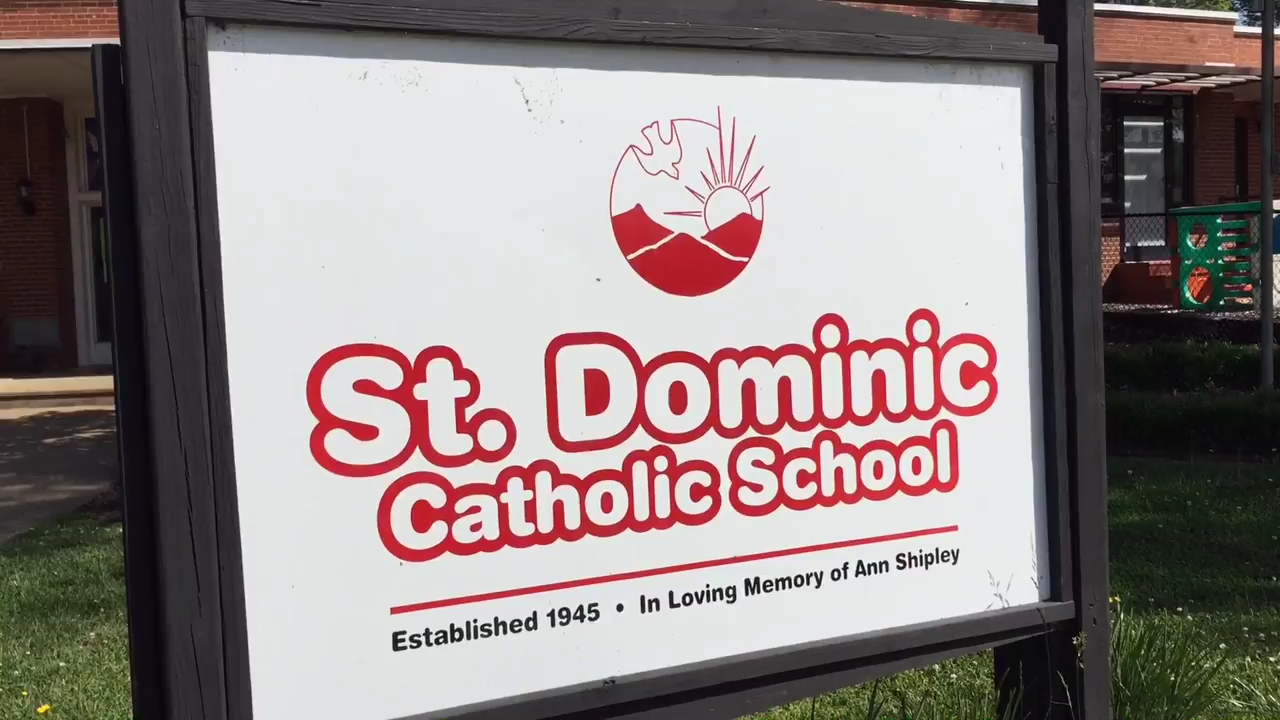 St. Dominic
Catholic School
Established 1945 • In Loving Memory of Ann Shipley